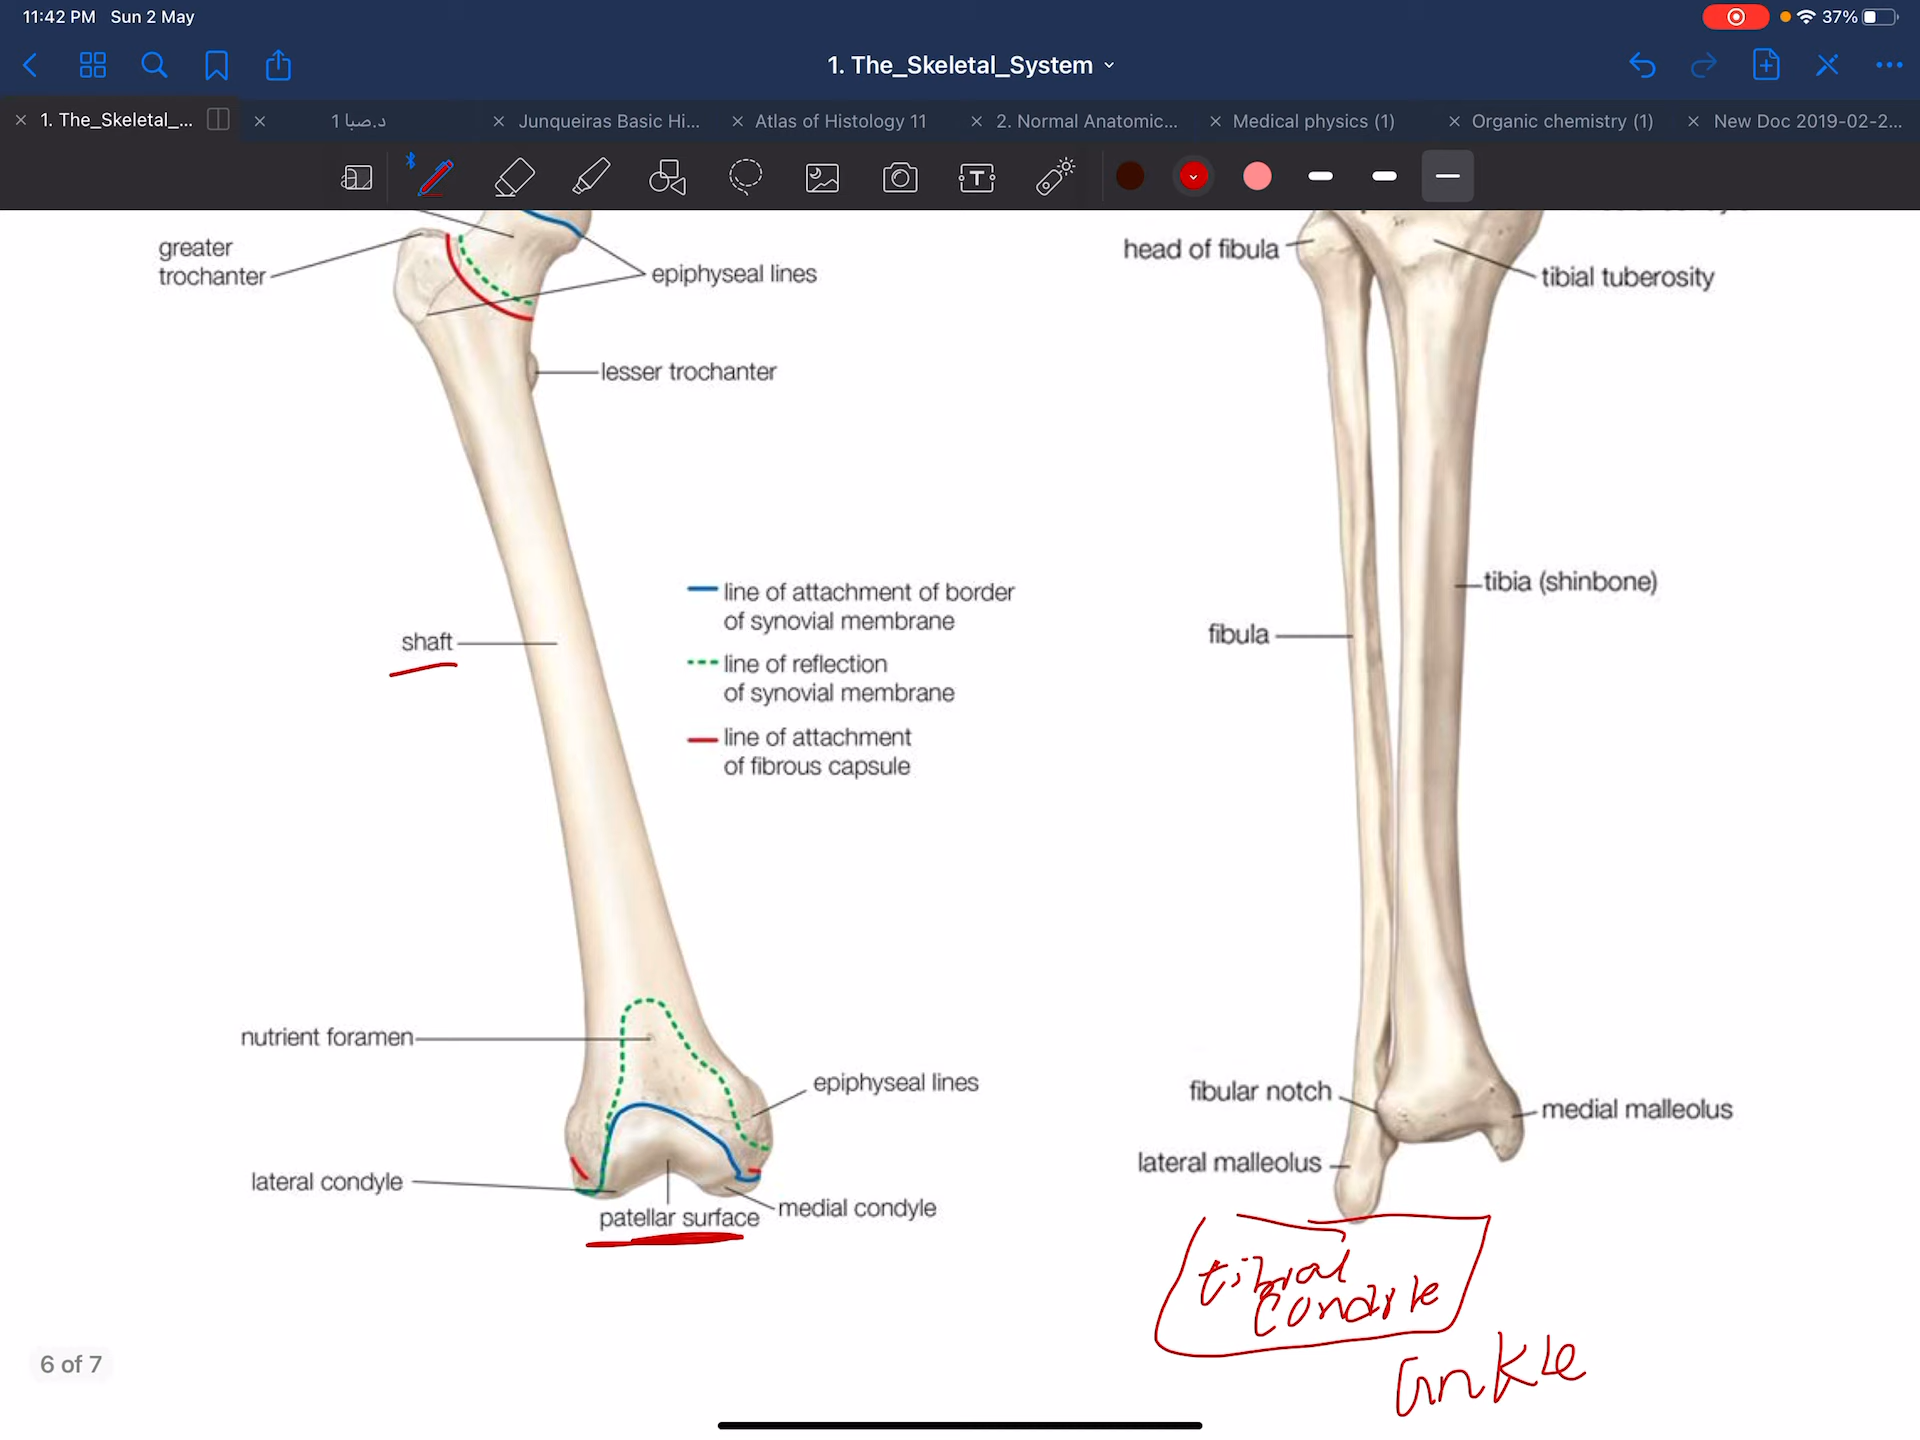 11:42 PM Sun 2 May
37%
1. The_Skeletal_System
1. The_Skeletal_...
د.صبا 1
Junqueiras Basic Hi...
Atlas of Histology 11
2. Normal Anatomic...
Medical physics (1)
Organic chemistry (1)
New Doc 2019-02-2...
greater
trochanter
epiphyseal lines
lesser trochanter
line of attachment of border
of synovial membrane
line of reflection
of synovial membrane
line of attachment
of fibrous capsule
shaft
nutrient foramen
epiphyseal lines
lateral condyle
medial condyle
patellar surface
head of fibula
tibial tuberosity
tibia (shinbone)
fibula
fibular notch
medial malleolus
lateral malleolus
tibial
ankle
6 of 7